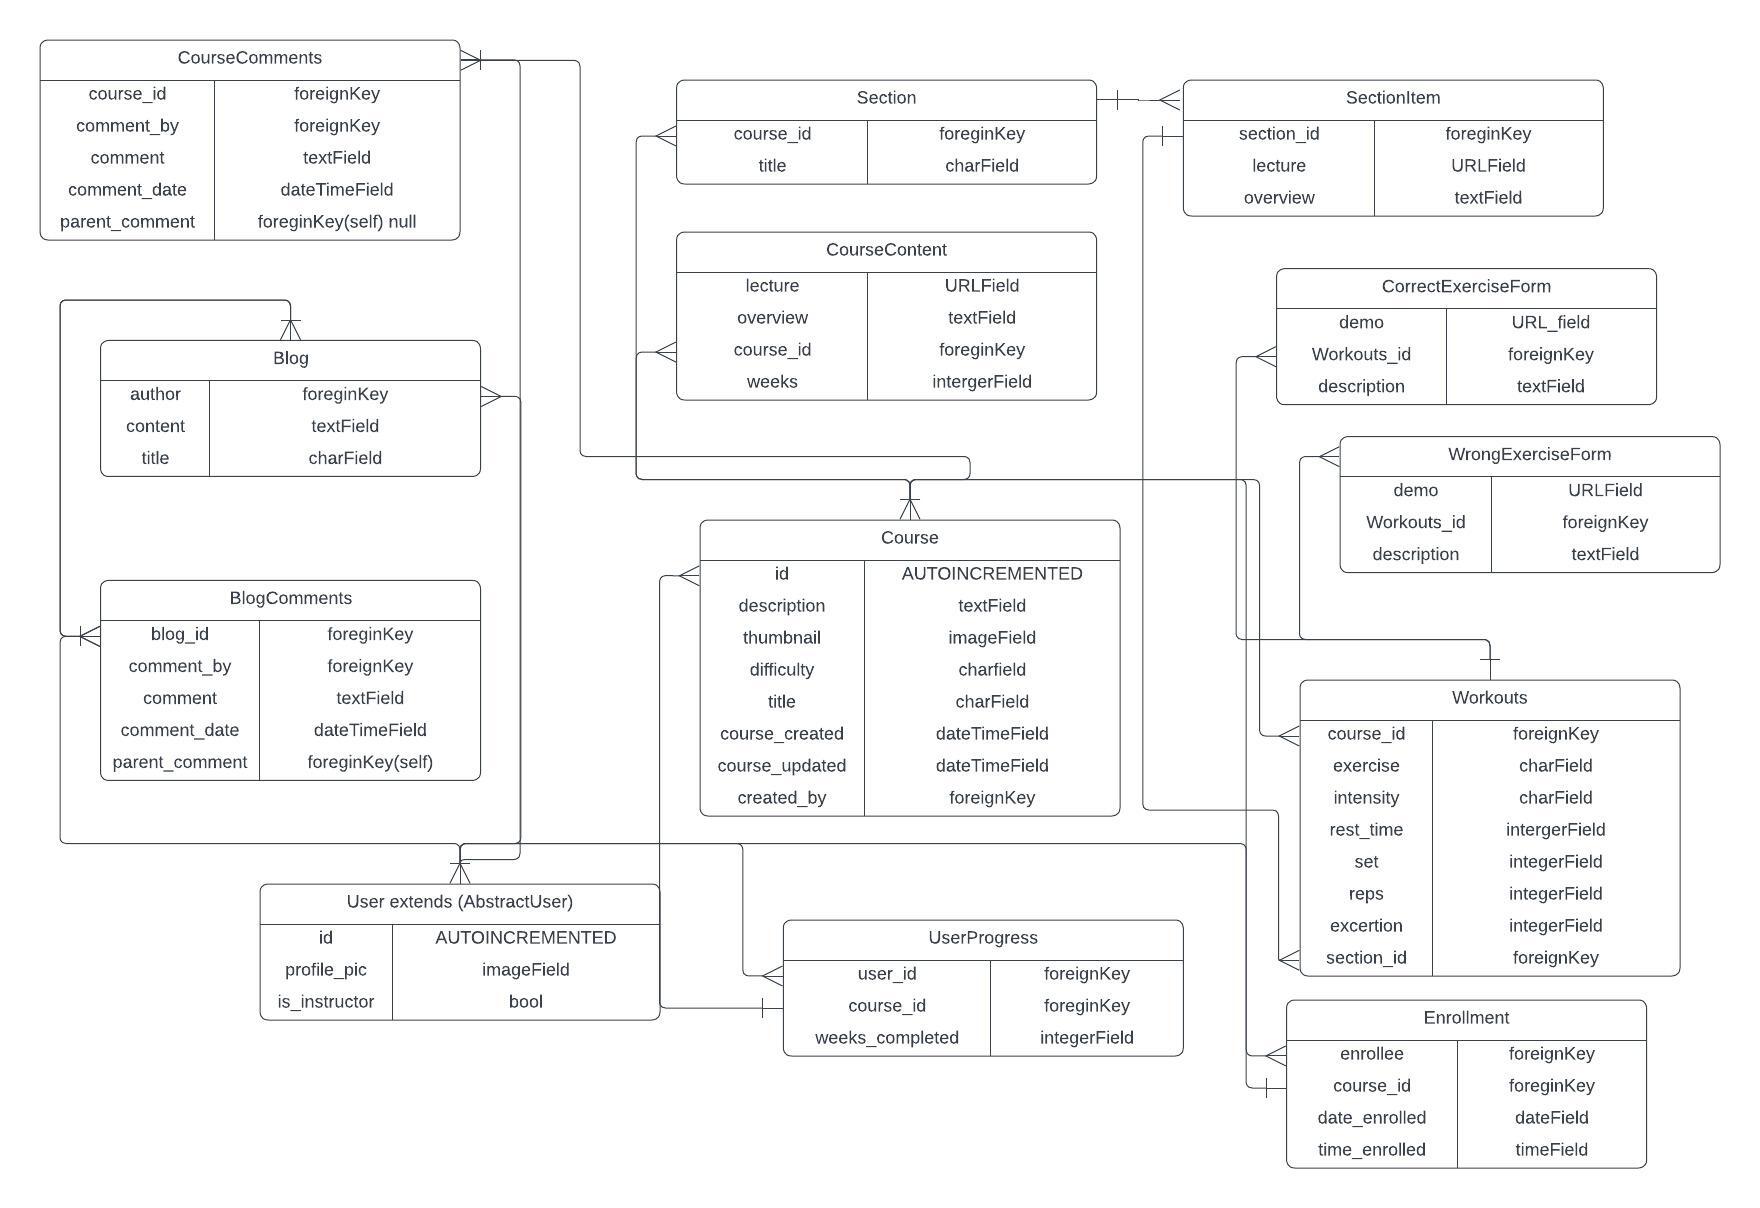 CourseComments
course_id foreignKey
comment_by foreignKey
comment textField
comment_date dateTimeField
parent_comment foreginKey(self) null
Section
course_id foreginKey
title charField
SectionItem
section_id foreginKey
lecture URLField
overview textField
CourseContent
lecture URLField
overview textField
course_id foreginKey
weeks intergerField
CorrectExerciseForm
demo URL_field
Workouts_id foreignKey
description textField
Blog
author foreginKey
content textField
title charField
WrongExerciseForm
demo URLField
Workouts_id foreignKey
description textField
Course
id AUTOINCREMENTED
description textField
thumbnail imageField
difficulty charfield
title charField
course_created dateTimeField
course_updated dateTimeField
created_by foreignKey
BlogComments
blog_id foreginKey
comment_by foreignKey
comment textField
comment_date dateTimeField
parent_comment foreginKey(self)
Workouts
course_id foreignKey
exercise charField
intensity charField
rest_time intergerField
set integerField
reps integerField
excertion integerField
section_id foreignKey
User extends (AbstractUser)
id AUTOINCREMENTED
profile_pic imageField
is_instructor bool
UserProgress
user_id foreignKey
course_id foreginKey
weeks_completed integerField
Enrollment
enrollee foreignKey
course_id foreginKey
date_enrolled dateField
time_enrolled timeField